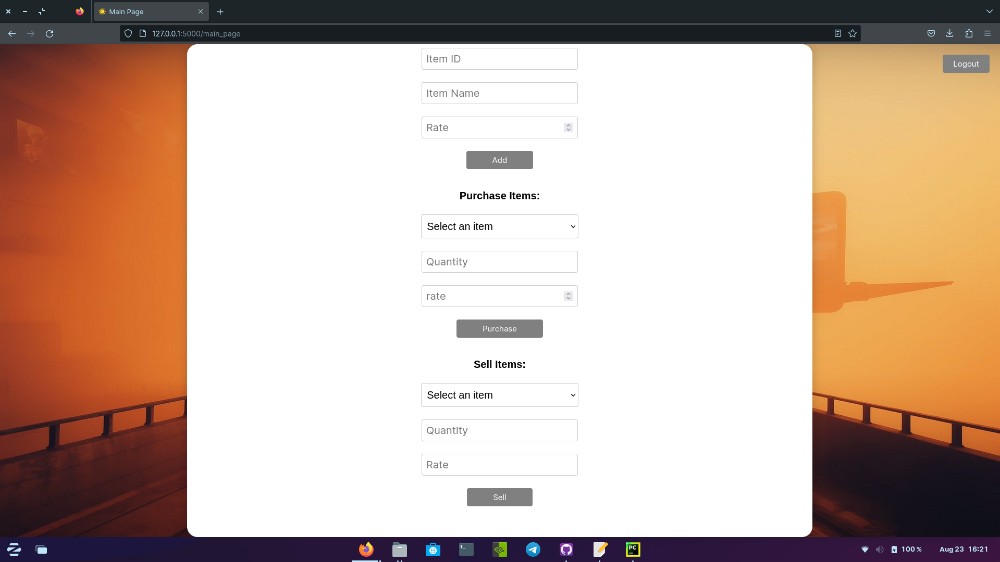 Main Page
127.0.0.1:5000/main_page
Logout
Item ID
Item Name
Rate
Add
Purchase Items:
Select an item
Quantity
rate
Purchase
Sell Items:
Select an item
Quantity
Rate
Sell
$_
PC
100 %
Aug 23 16:21